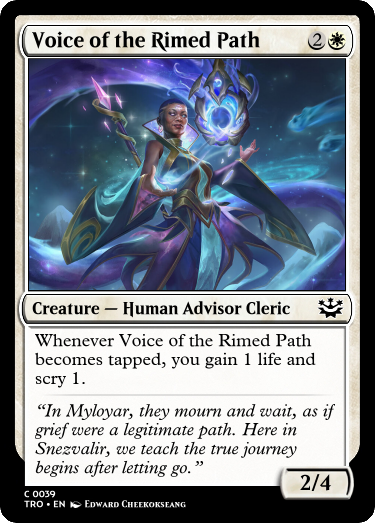 Voice of the Rimed Path 2
Creature — Human Advisor Cleric
Whenever Voice of the Rimed Path
becomes tapped, you gain 1 life and
scry 1.
“In Myloyar, they mourn and wait, as if
grief were a legitimate path. Here in
Snezvalir, we teach the true journey
begins after letting go.”
2/4
C 0039
TRO • EN Edward Cheekokseang